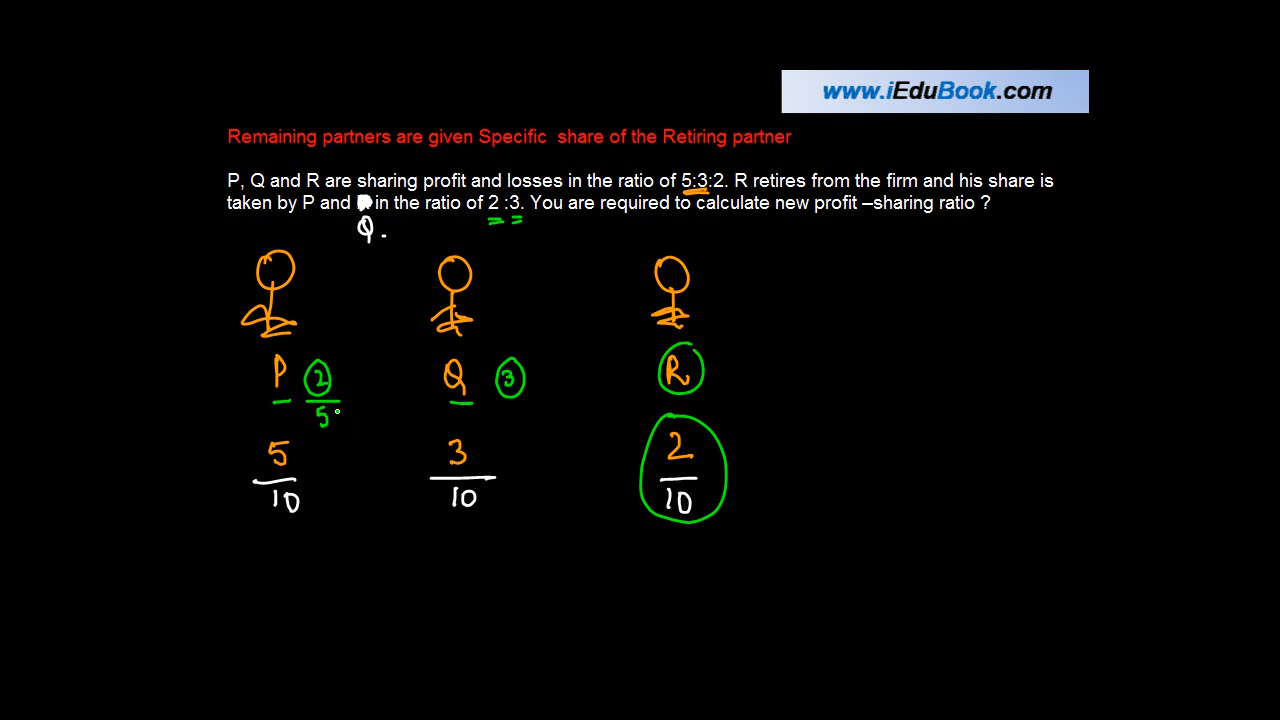 www.iEduBook.com
Remaining partners are given Specific share of the Retiring partner
P, Q and R are sharing profit and losses in the ratio of 5:3:2. R retires from the firm and his share is
taken by P and in the ratio of 2 :3. You are required to calculate new profit –sharing ratio ?
Q.
P 2/5 Q 3 R
5 3 2
10 10 10